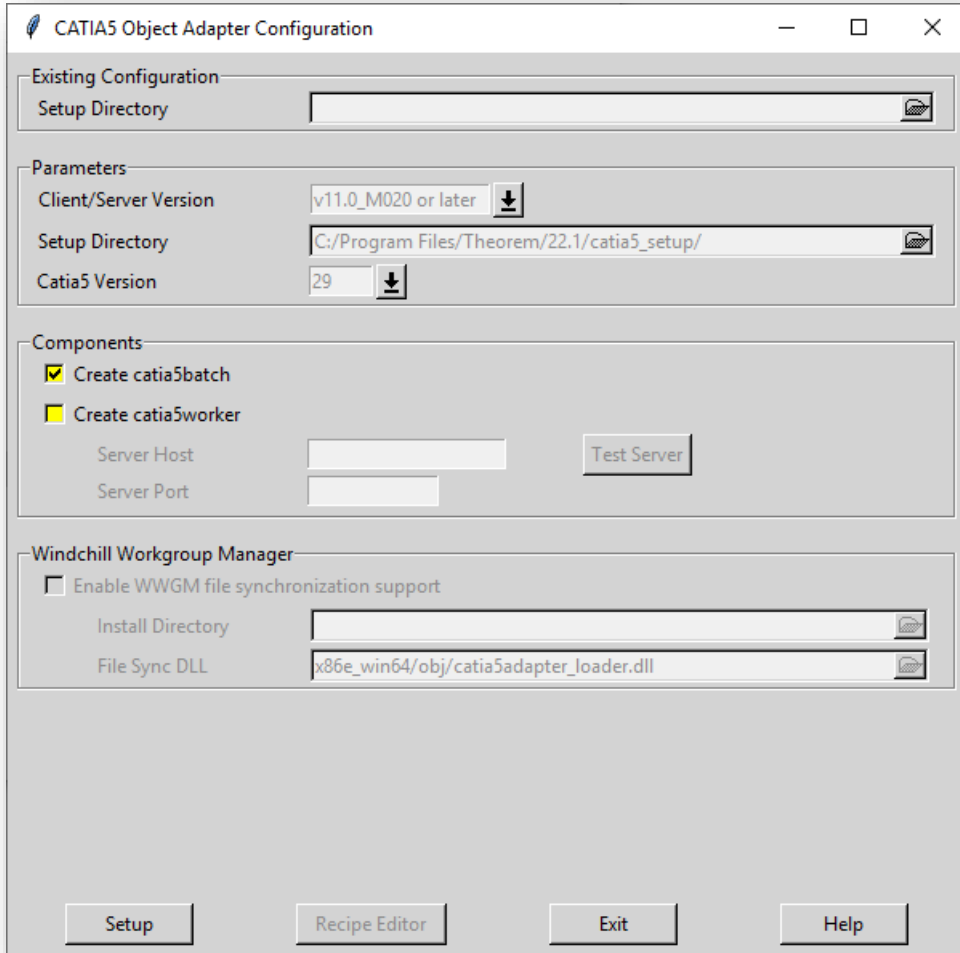 CATIA5 Object Adapter Configuration
Existing Configuration
Setup Directory
Parameters
Client/Server Version v11.0_M020 or later
Setup Directory C:/Program Files/Theorem/22.1/catia5_setup/
Catia5 Version 29
Components
Create catia5batch
Create catia5worker
Server Host Test Server
Server Port
Windchill Workgroup Manager
Enable WWGM file synchronization support
Install Directory
File Sync DLL x86e_win64/obj/catia5adapter_loader.dll
Setup Recipe Editor Exit Help